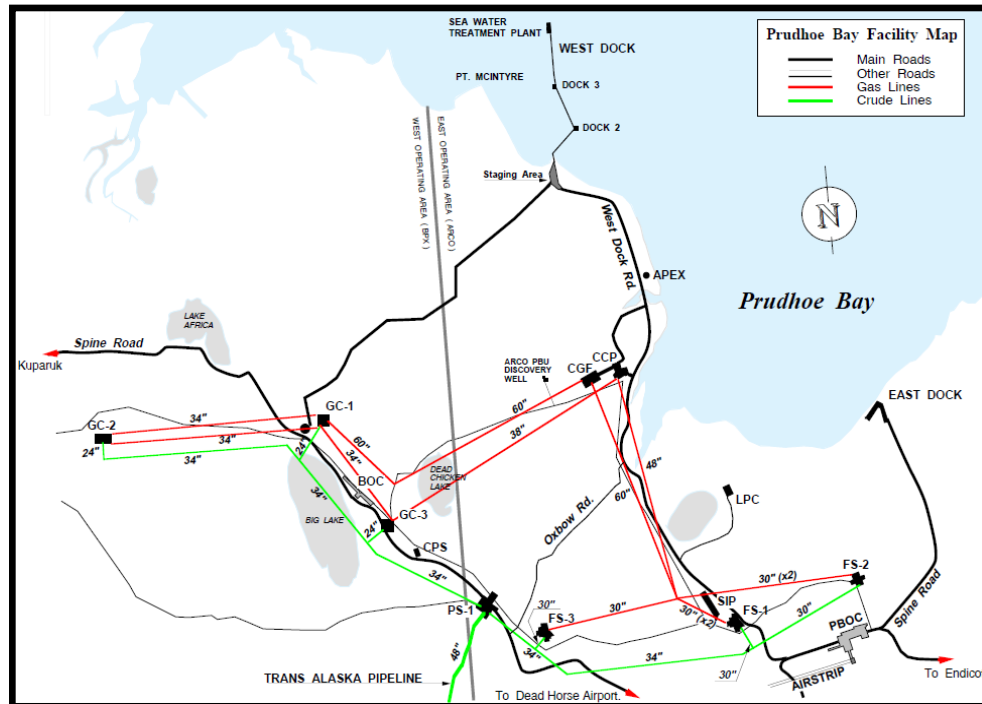 SEA WATER
TREATMENT PLANT
WEST DOCK
Prudhoe Bay Facility Map
Main Roads
Other Roads
Gas Lines
Crude Lines
PT. MCINTYRE
DOCK 3
DOCK 2
EAST OPERATING AREA (ARCO)
WEST OPERATING AREA (BPX)
Staging Area
N
West Dock Rd.
APEX
Prudhoe Bay
LAKE
AFRICA
Spine Road
Kuparuk
ARCO PBU
DISCOVERY
WELL
CGF
CCP
EAST DOCK
GC-1
GC-2
34"
34"
24"
34"
24"
60"
34"
60"
38"
48"
60"
BOC
DEAD
CHICKEN
LAKE
BIG LAKE
34"
GC-3
24"
CPS
Oxbow Rd.
LPC
34"
PS-1
30"
FS-3
30"
30" (x2)
30" (x2)
SIP
FS-1
FS-2
30"
PBOC
Spine Road
34"
34"
30"
AIRSTRIP
48"
TRANS ALASKA PIPELINE
To Dead Horse Airport.
To Endico